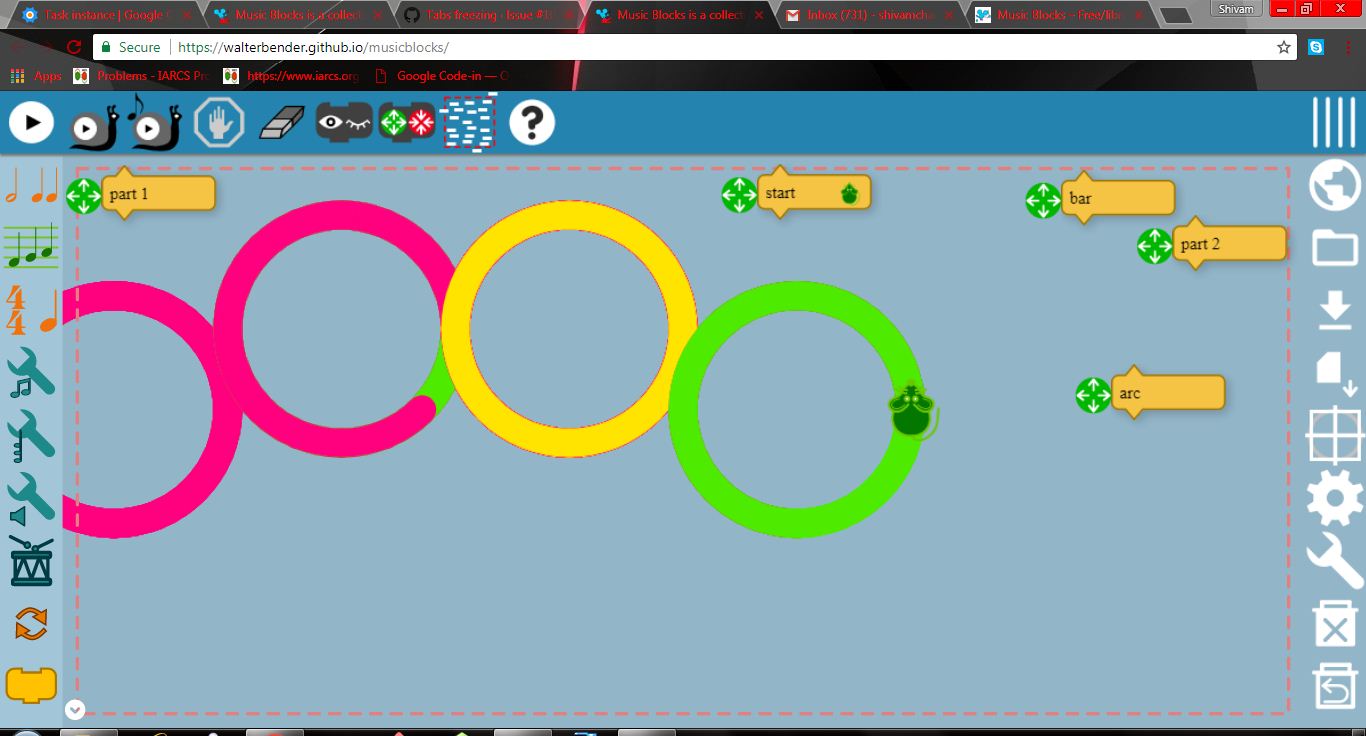 Task instance | Google C
Music Blocks is a collect
Tabs freezing · Issue #10
Music Blocks is a collect
Inbox (731) - shivamcha
Music Blocks – Free/libr
Shivam
Secure
https://walterbender.github.io/musicblocks/
Apps
Problems - IARCS Pr
https://www.iarcs.org
Google Code-in — O
?
part 1
start
bar
part 2
4
4
arc